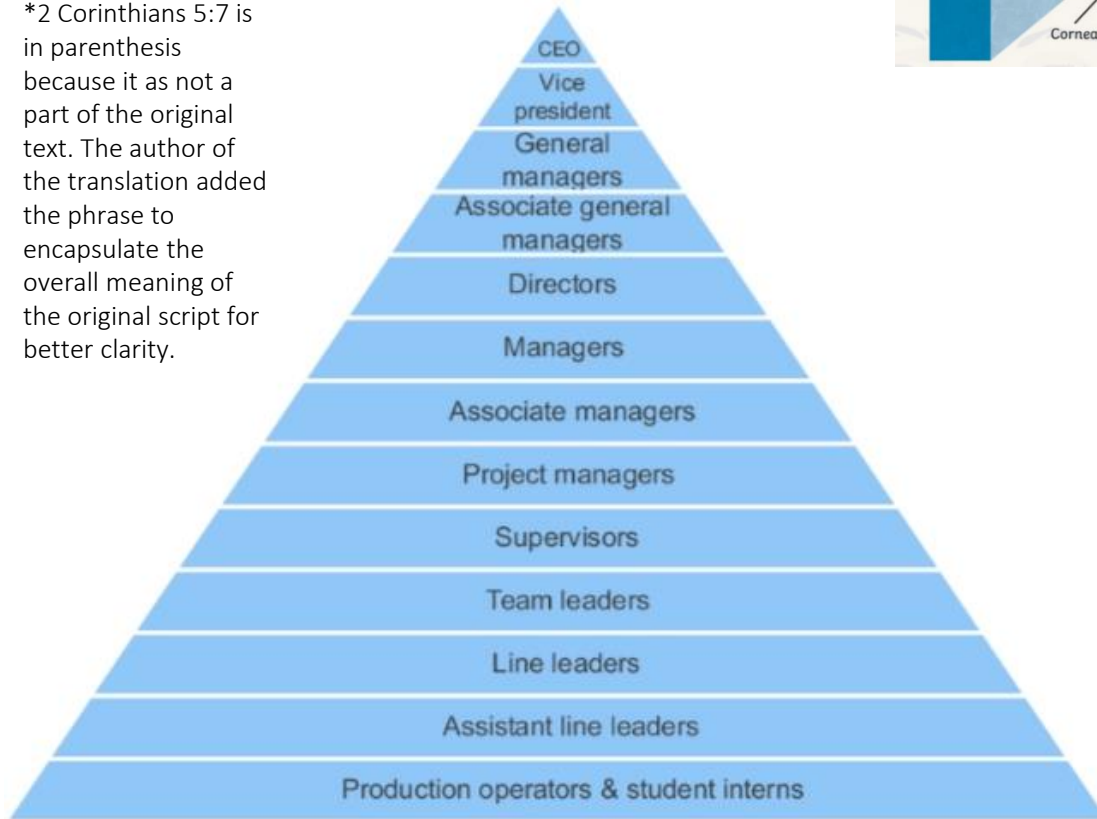 *2 Corinthians 5:7 is
in parenthesis
because it as not a
part of the original
text. The author of
the translation added
the phrase to
encapsulate the
overall meaning of
the original script for
better clarity.
Cornea
CEO
Vice
president
General
managers
Associate general
managers
Directors
Managers
Associate managers
Project managers
Supervisors
Team leaders
Line leaders
Assistant line leaders
Production operators & student interns